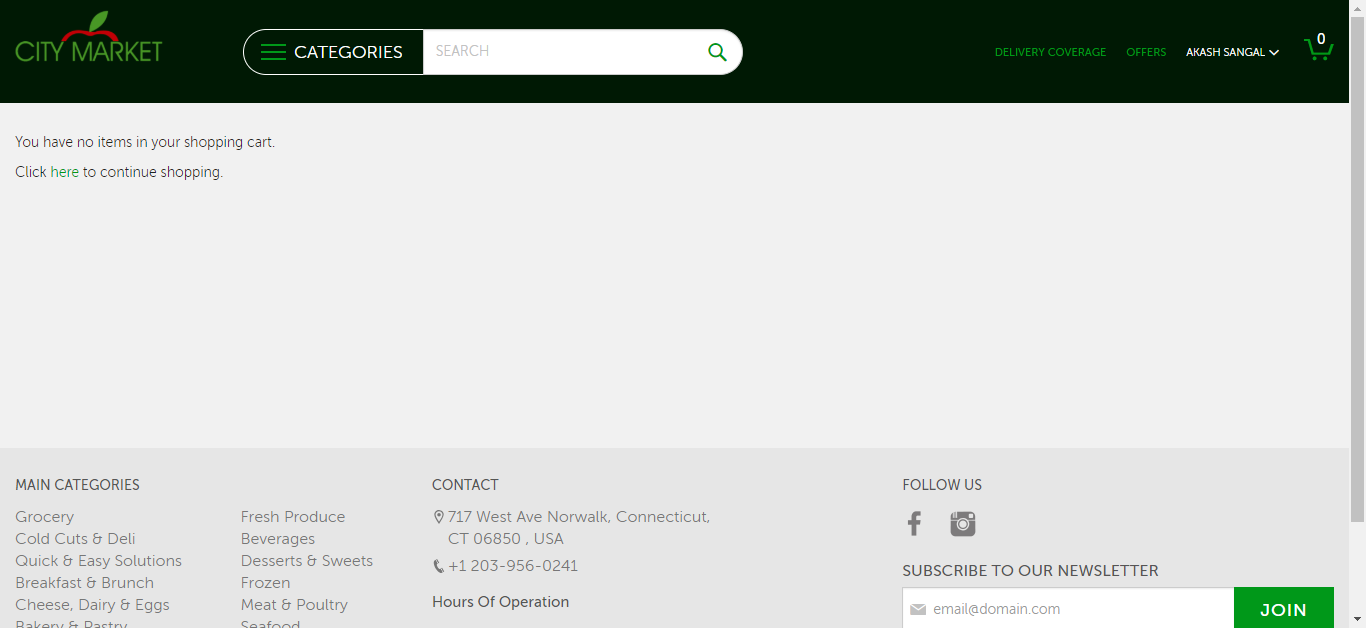 CITY MARKET
CATEGORIES
SEARCH
DELIVERY COVERAGE
OFFERS
AKASH SANGAL
0
You have no items in your shopping cart.
Click here to continue shopping.
MAIN CATEGORIES
Grocery
Cold Cuts & Deli
Quick & Easy Solutions
Breakfast & Brunch
Cheese, Dairy & Eggs
Bakery & Pastry
Fresh Produce
Beverages
Desserts & Sweets
Frozen
Meat & Poultry
Seafood
CONTACT
717 West Ave Norwalk, Connecticut,
CT 06850 , USA
+1 203-956-0241
Hours Of Operation
FOLLOW US
SUBSCRIBE TO OUR NEWSLETTER
email@domain.com
JOIN